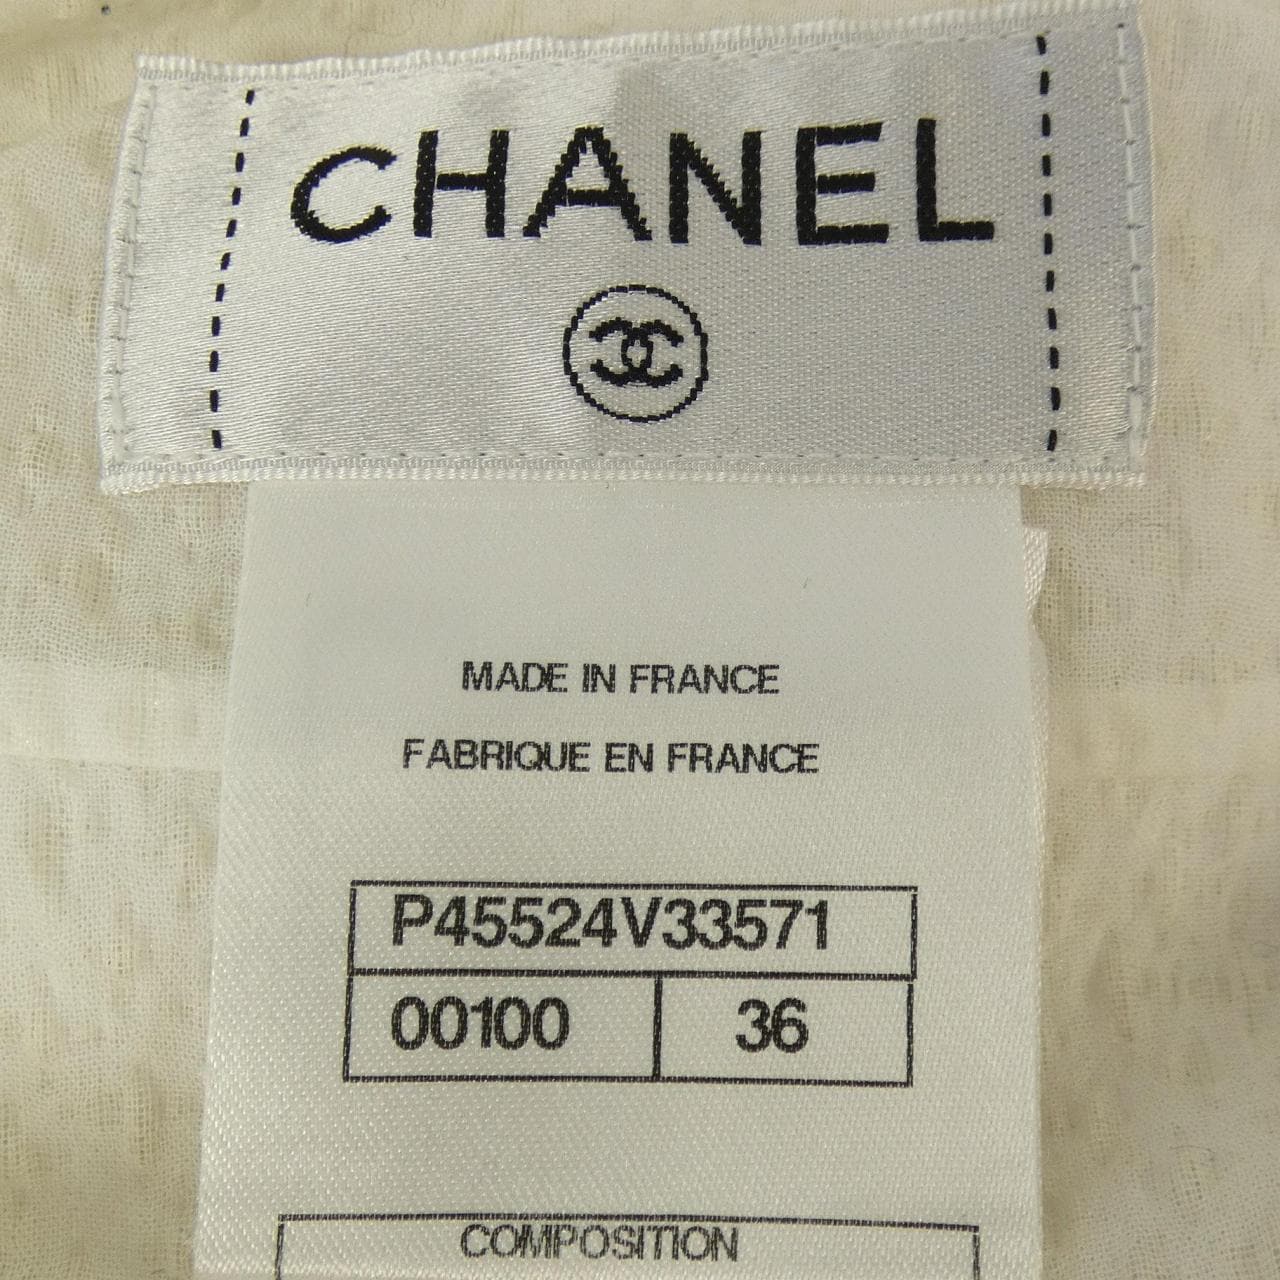 CHANEL
MADE IN FRANCE
FABRIQUE EN FRANCE
P45524V33571
00100 36
COMPOSITION